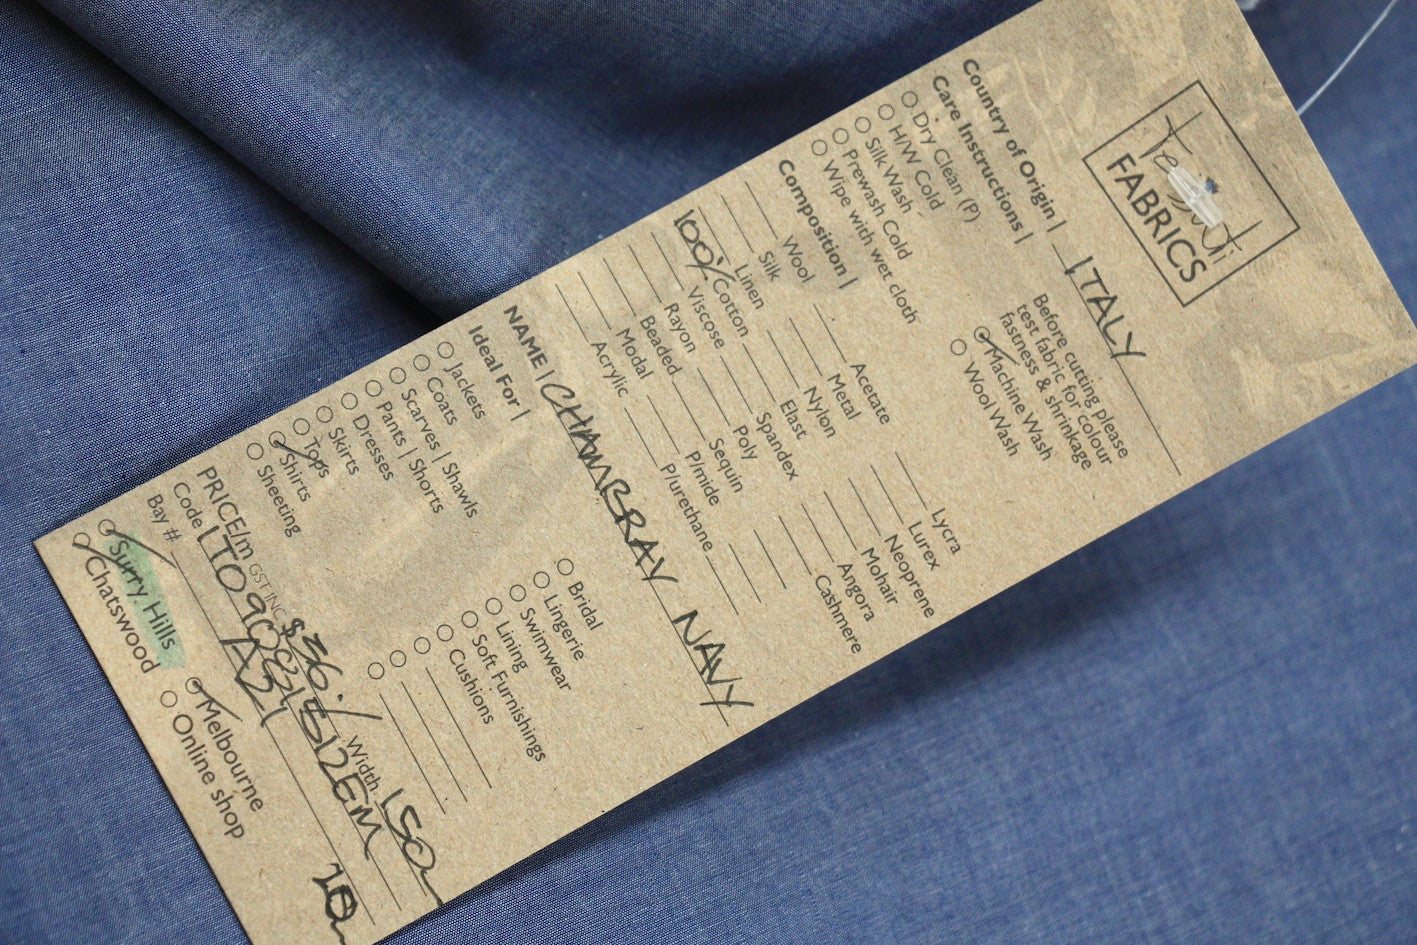 Tessuti
FABRICS
Country of Origin | ITALY
Care Instructions |
Dry Clean (P)
H/W Cold
Silk Wash
Prewash Cold
Wipe with wet cloth
Before cutting please
test fabric for colour
fastness & shrinkage
Machine Wash
Wool Wash
Composition |
Wool
Silk
Linen
100% Cotton
Viscose
Rayon
Beaded
Modal
Acrylic
Acetate
Metal
Nylon
Elast
Spandex
Poly
Sequin
P/mide
P/urethane
Lycra
Lurex
Neoprene
Mohair
Angora
Cashmere
NAME | CHAMBRAY NAVY
Ideal For |
Jackets
Coats
Scarves | Shawls
Pants | Shorts
Dresses
Skirts
Tops
Shirts
Sheeting
Bridal
Lingerie
Swimwear
Lining
Soft Furnishings
Cushions
PRICE/m GST INC $36.- Width
Code
Bay # A21
Surry Hills
Chatswood
Melbourne
Online shop